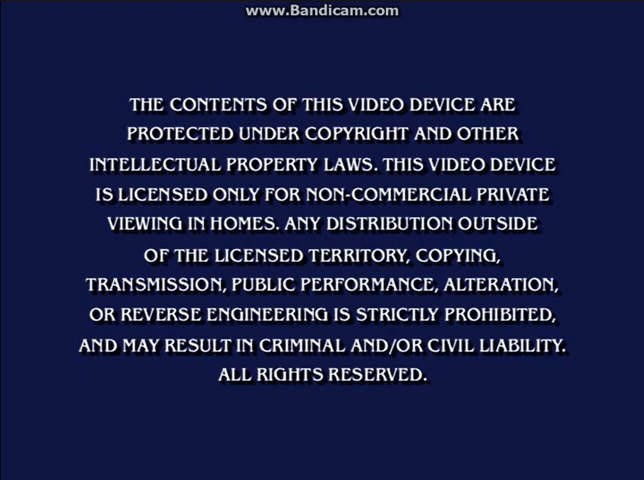 www.Bandicam.com
THE CONTENTS OF THIS VIDEO DEVICE ARE
PROTECTED UNDER COPYRIGHT AND OTHER
INTELLECTUAL PROPERTY LAWS. THIS VIDEO DEVICE
IS LICENSED ONLY FOR NON-COMMERCIAL PRIVATE
VIEWING IN HOMES. ANY DISTRIBUTION OUTSIDE
OF THE LICENSED TERRITORY, COPYING,
TRANSMISSION, PUBLIC PERFORMANCE, ALTERATION,
OR REVERSE ENGINEERING IS STRICTLY PROHIBITED,
AND MAY RESULT IN CRIMINAL AND/OR CIVIL LIABILITY.
ALL RIGHTS RESERVED.